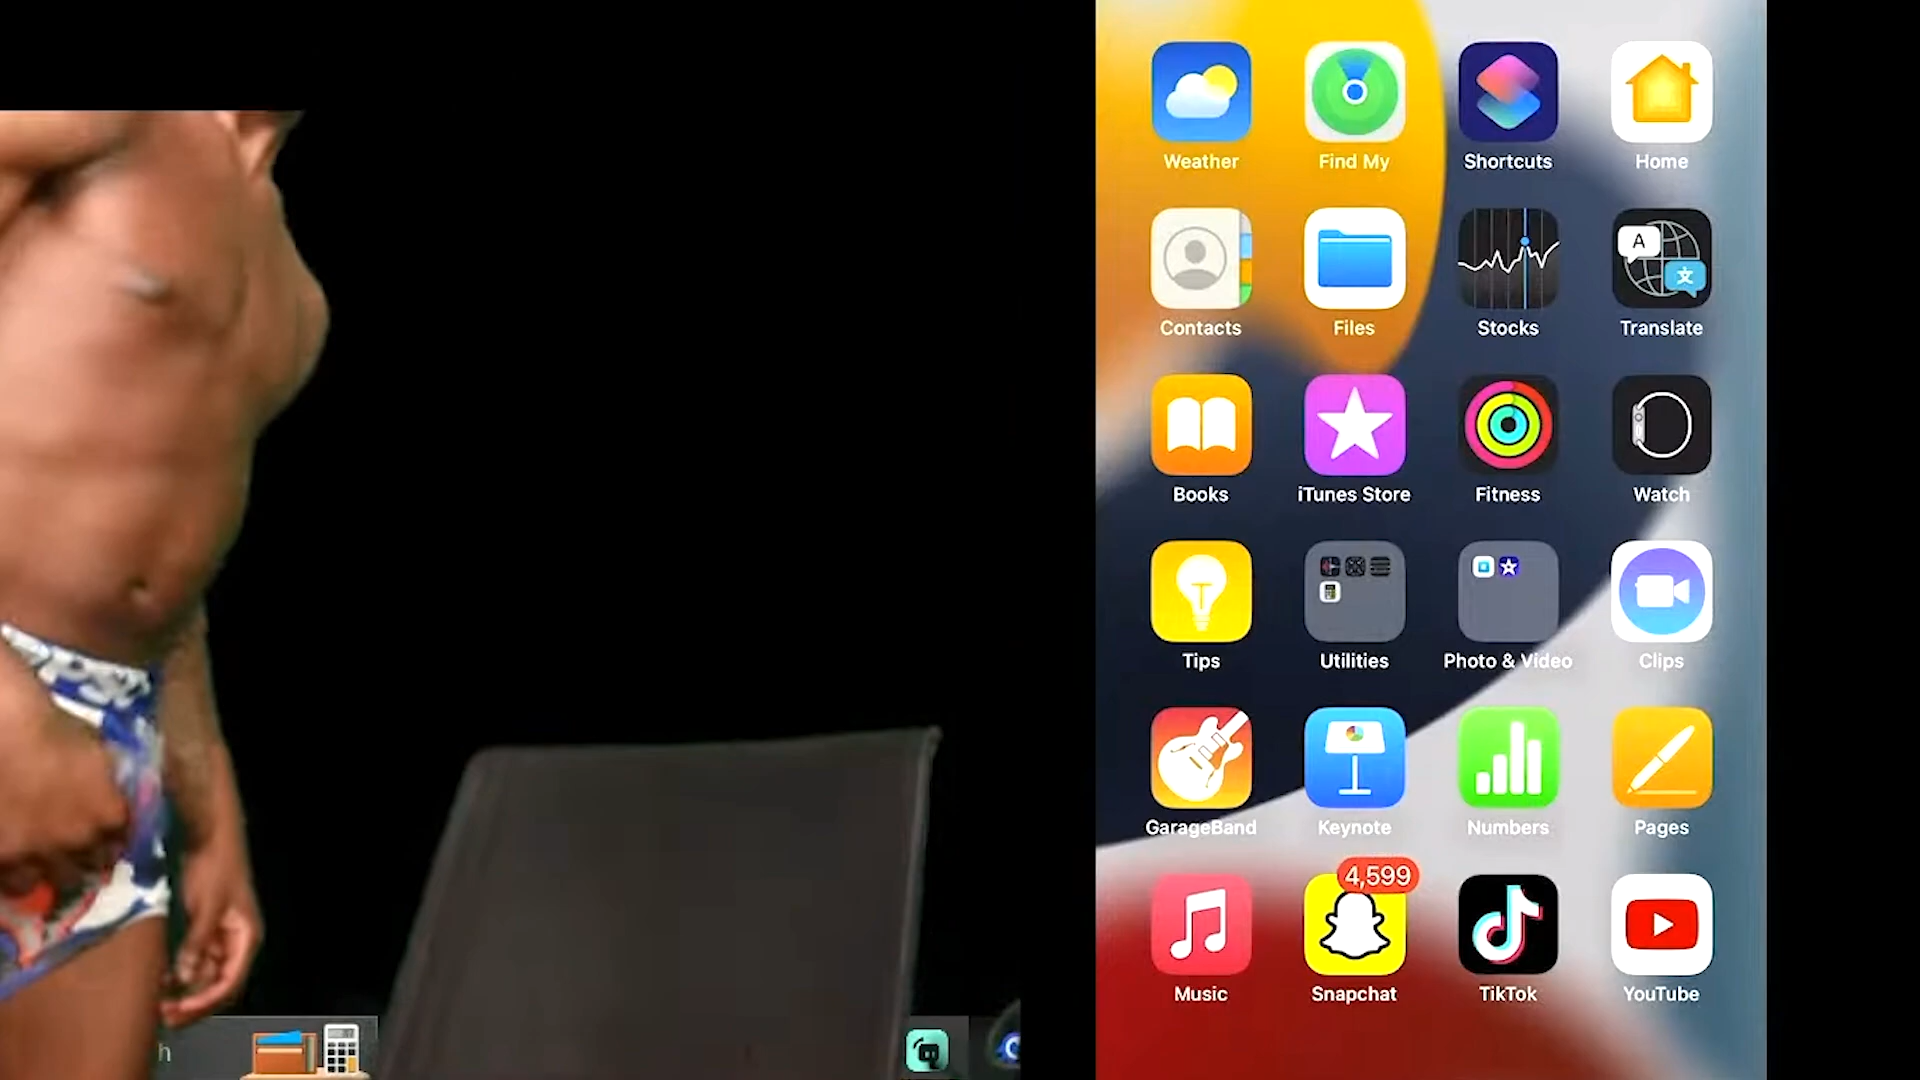 Weather Find My Shortcuts Home
A 文
Contacts Files Stocks Translate
Books iTunes Store Fitness Watch
Tips Utilities Photo & Video Clips
GarageBand Keynote Numbers Pages
4,599
Music Snapchat TikTok YouTube
h